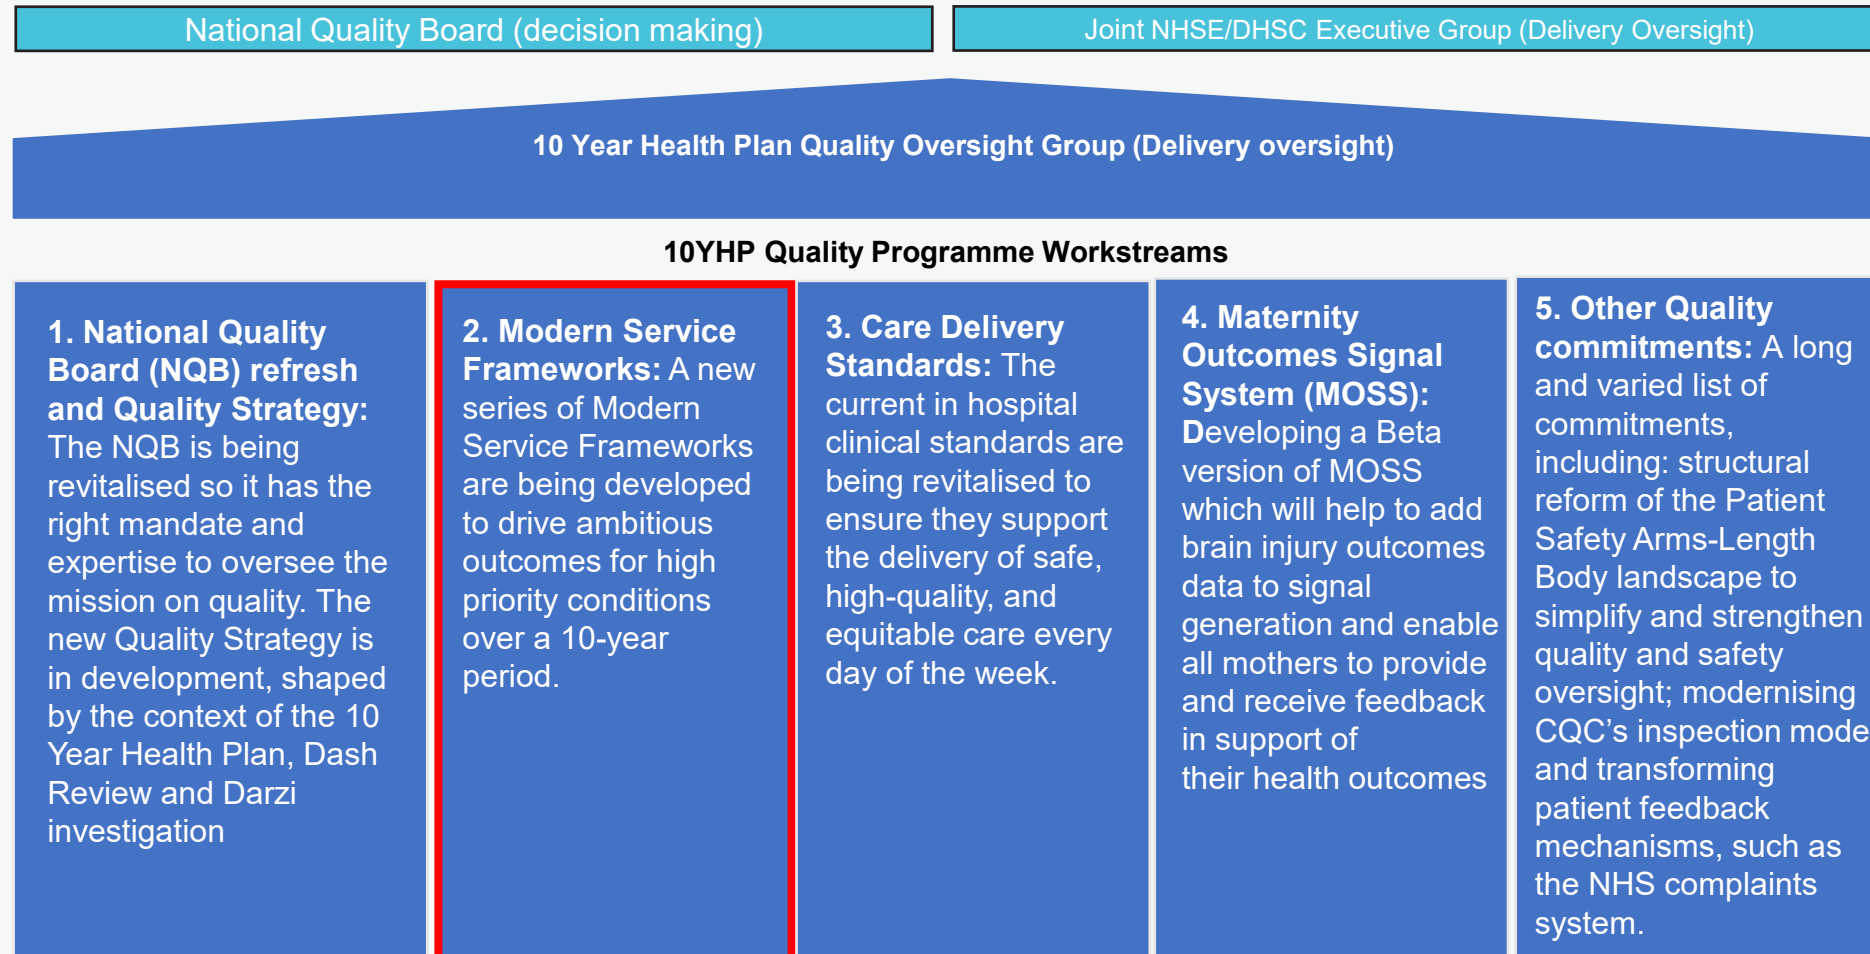 National Quality Board (decision making)
Joint NHSE/DHSC Executive Group (Delivery Oversight)
10 Year Health Plan Quality Oversight Group (Delivery oversight)
10YHP Quality Programme Workstreams
1. National Quality
Board (NQB) refresh
and Quality Strategy:
The NQB is being
revitalised so it has the
right mandate and
expertise to oversee the
mission on quality. The
new Quality Strategy is
in development, shaped
by the context of the 10
Year Health Plan, Dash
Review and Darzi
investigation
2. Modern Service
Frameworks: A new
series of Modern
Service Frameworks
are being developed
to drive ambitious
outcomes for high
priority conditions
over a 10-year
period.
3. Care Delivery
Standards: The
current in hospital
clinical standards are
being revitalised to
ensure they support
the delivery of safe,
high-quality, and
equitable care every
day of the week.
4. Maternity
Outcomes Signal
System (MOSS):
Developing a Beta
version of MOSS
which will help to add
brain injury outcomes
data to signal
generation and enable
all mothers to provide
and receive feedback
in support of
their health outcomes
5. Other Quality
commitments: A long
and varied list of
commitments,
including: structural
reform of the Patient
Safety Arms-Length
Body landscape to
simplify and strengthen
quality and safety
oversight; modernising
CQC's inspection mode
and transforming
patient feedback
mechanisms, such as
the NHS complaints
system.